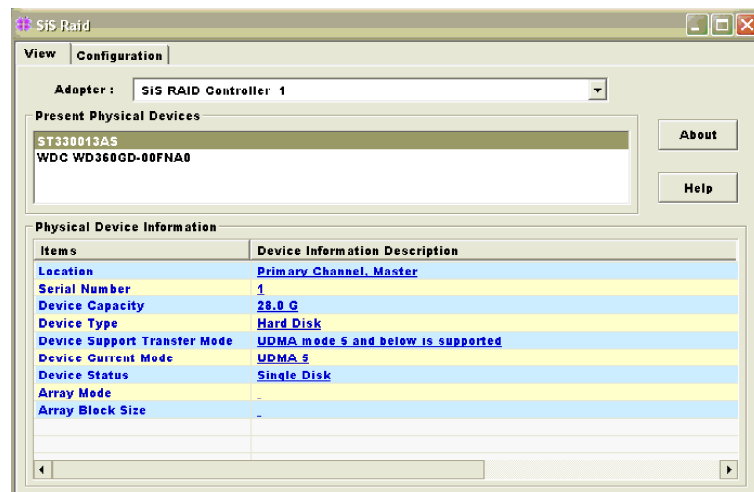 SiS Raid
View Configuration
Adapter : SiS RAID Controller 1
Present Physical Devices
ST330013AS
WDC WD360GD-00FNA0
About
Help
Physical Device Information
Items Device Information Description
Location Primary Channel, Master
Serial Number 1
Device Capacity 28.0 G
Device Type Hard Disk
Device Support Transfer Mode UDMA mode 5 and below is supported
Device Current Mode UDMA 5
Device Status Single Disk
Array Mode _
Array Block Size _